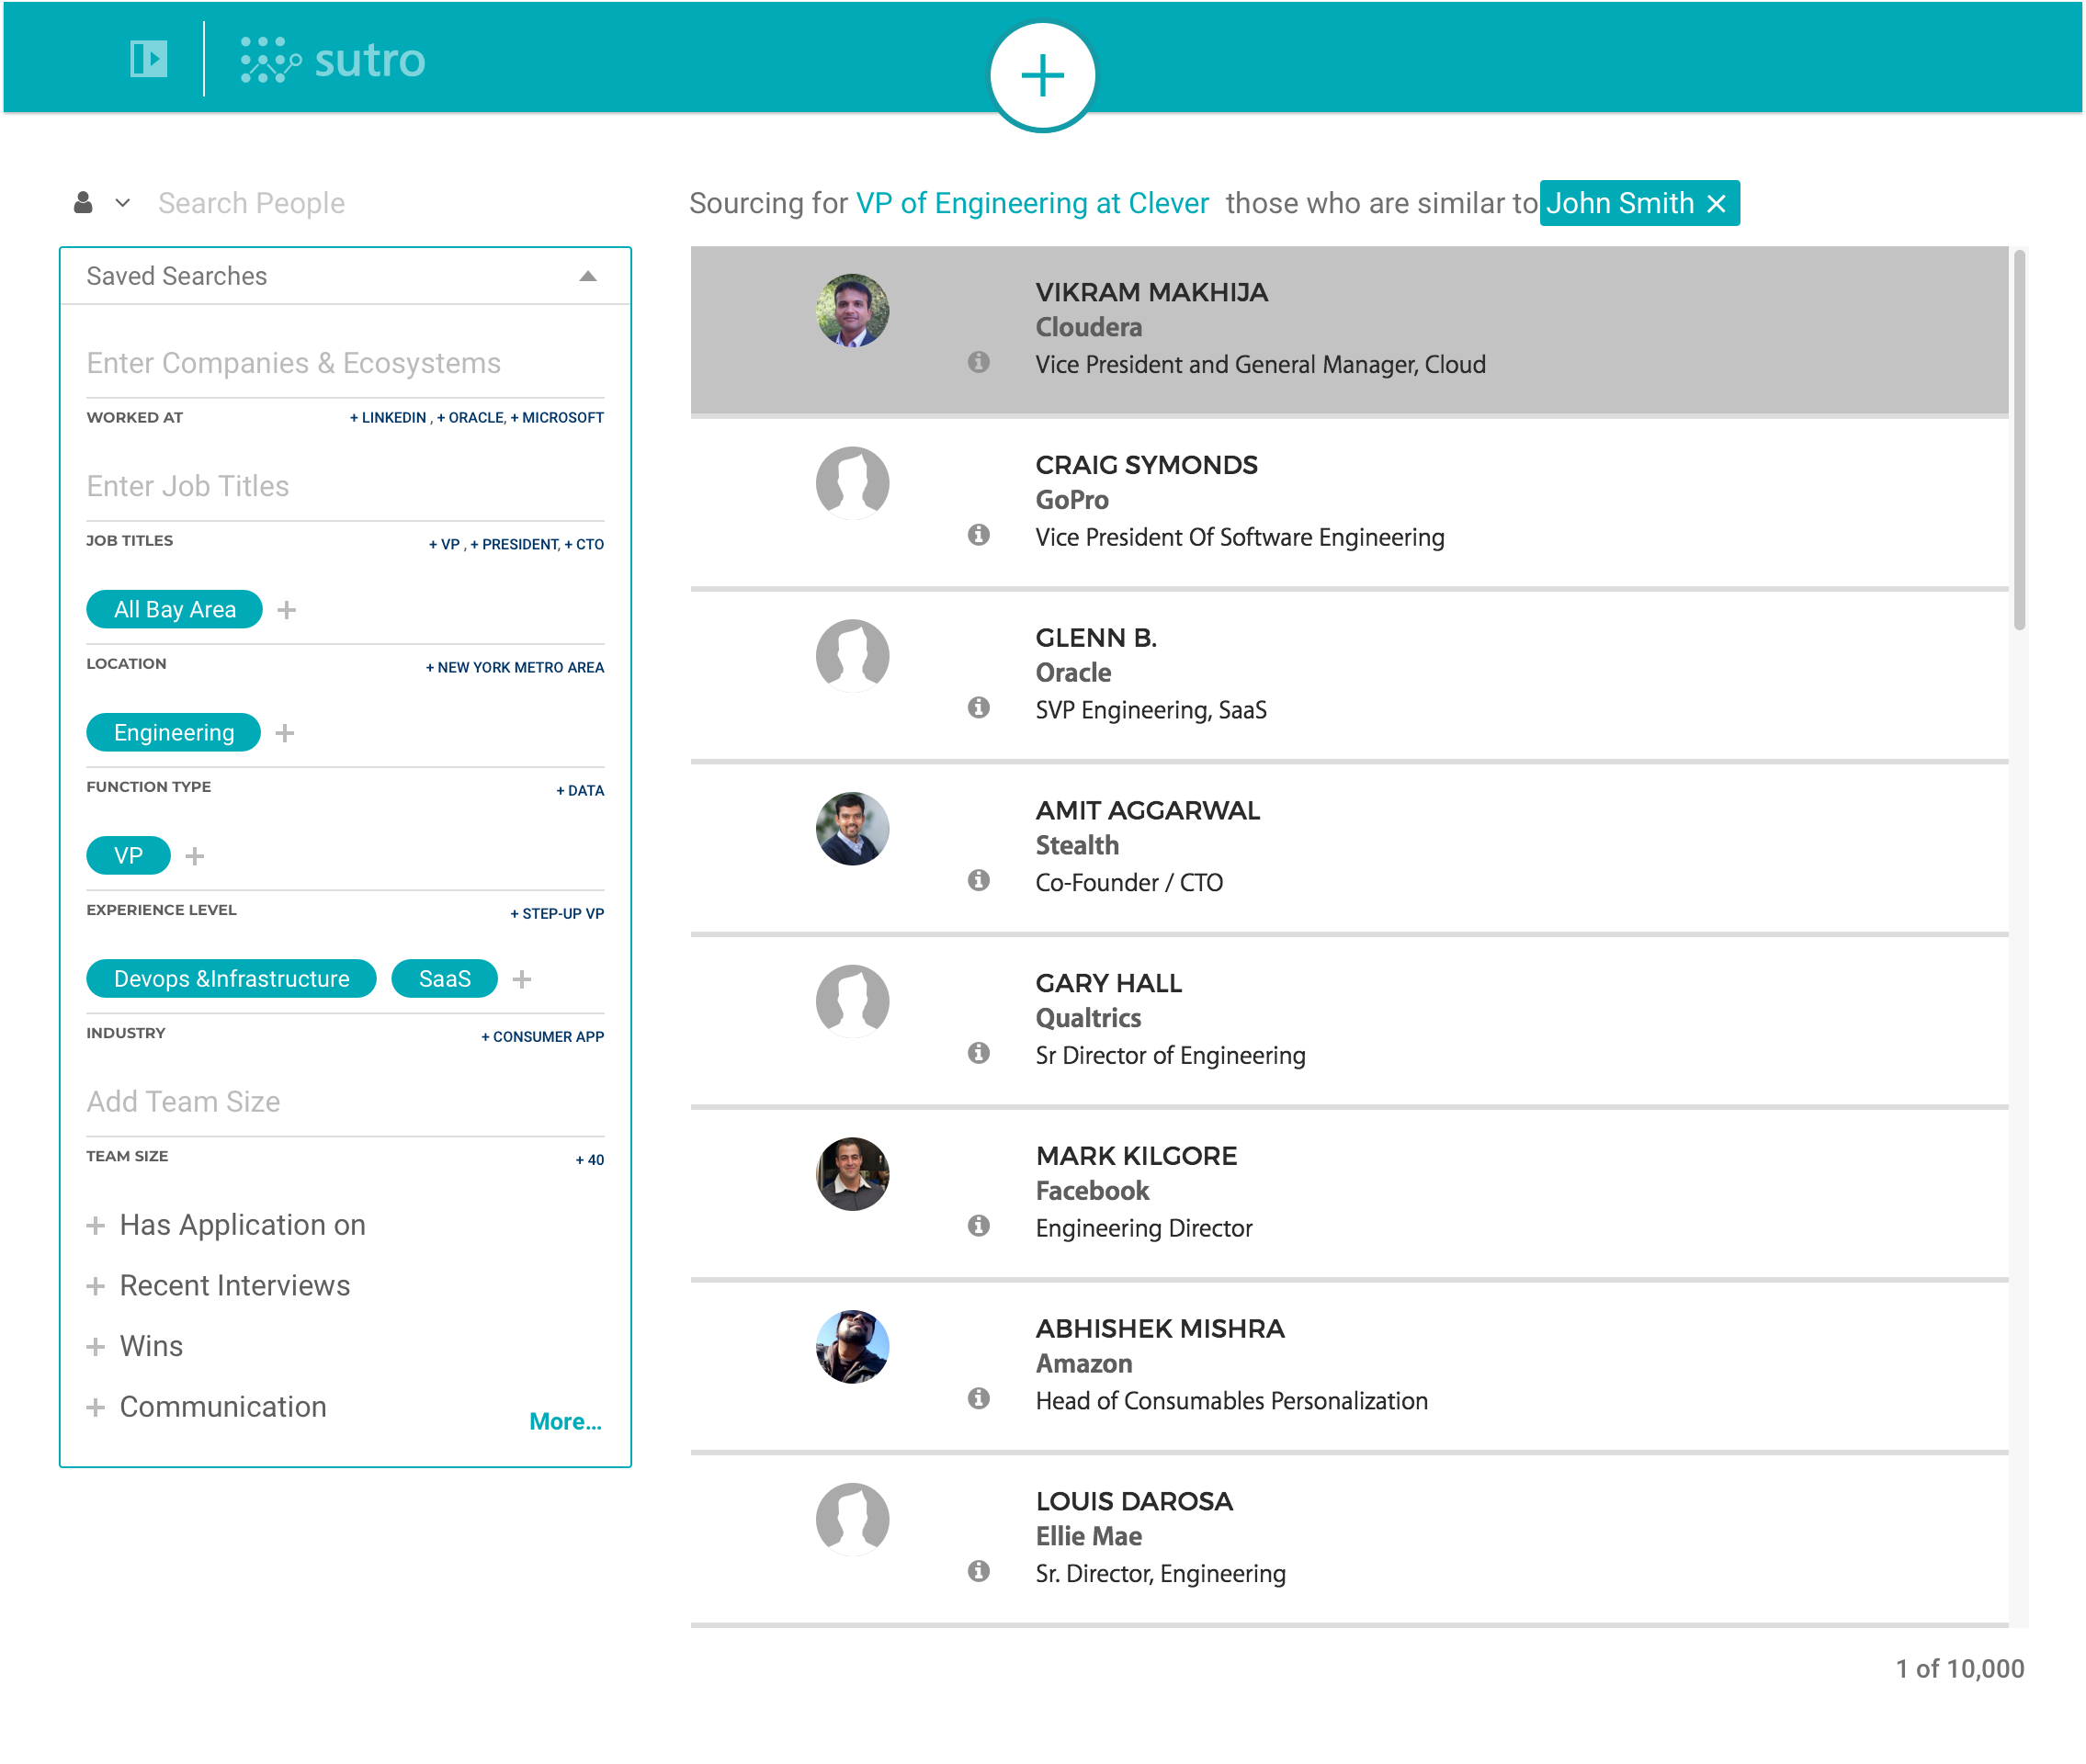 sutro
Search People
Sourcing for VP of Engineering at Clever those who are similar to John Smith
Saved Searches
Enter Companies & Ecosystems
WORKED AT + LINKEDIN , + ORACLE, + MICROSOFT
Enter Job Titles
JOB TITLES + VP , + PRESIDENT, + CTO
All Bay Area +
LOCATION + NEW YORK METRO AREA
Engineering +
FUNCTION TYPE + DATA
VP +
EXPERIENCE LEVEL + STEP-UP VP
Devops &Infrastructure SaaS +
INDUSTRY + CONSUMER APP
Add Team Size
TEAM SIZE + 40
+ Has Application on
+ Recent Interviews
+ Wins
+ Communication
More...
VIKRAM MAKHIJA
Cloudera
Vice President and General Manager, Cloud
CRAIG SYMONDS
GoPro
Vice President Of Software Engineering
GLENN B.
Oracle
SVP Engineering, SaaS
AMIT AGGARWAL
Stealth
Co-Founder / CTO
GARY HALL
Qualtrics
Sr Director of Engineering
MARK KILGORE
Facebook
Engineering Director
ABHISHEK MISHRA
Amazon
Head of Consumables Personalization
LOUIS DAROSA
Ellie Mae
Sr. Director, Engineering
1 of 10,000